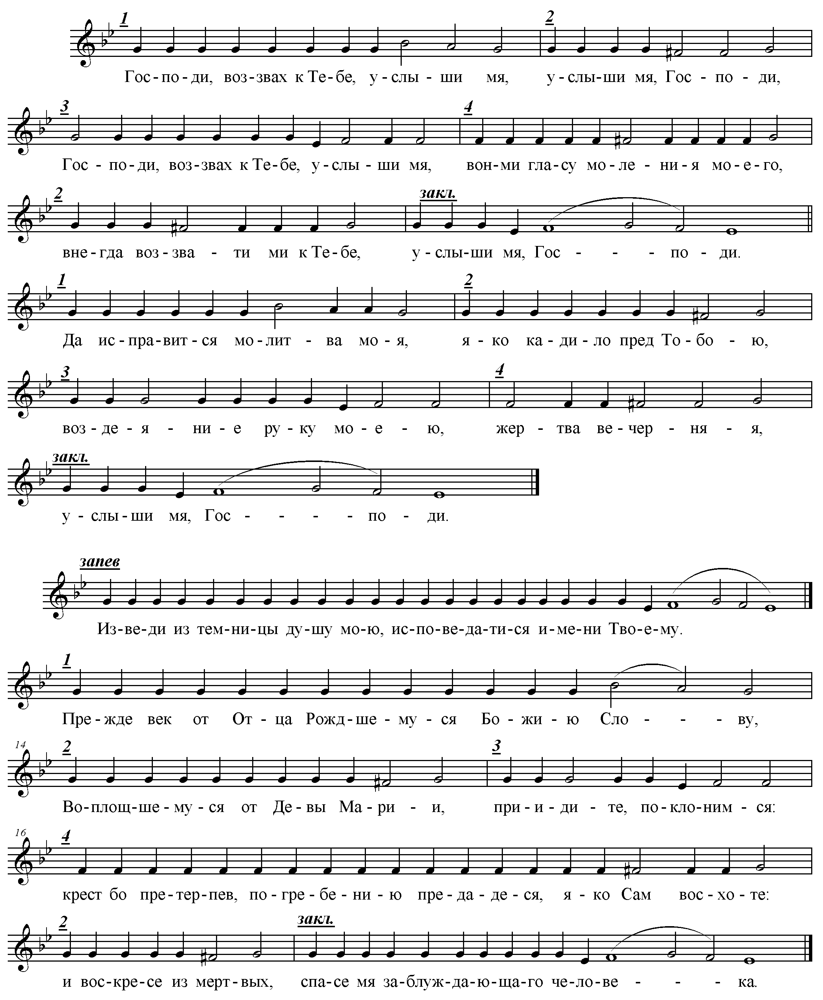 1 2
Гос-по-ди, воз-звах к Те-бе, у-слы-ши мя, у-слы-ши мя, Гос-по-ди,
3 4
Гос-по-ди, воз-звах к Те-бе, у-слы-ши мя, вон-ми гла-су мо-ле-ни-я мо-е-го,
2 закл.
вне-гда воз-зва-ти ми к Те-бе, у-слы-ши мя, Гос---по-ди.
1 2
Да ис-пра-вит-ся мо-лит-ва мо-я, я-ко ка-ди-ло пред То-бо-ю,
3 4
воз-де-я-ни-е ру-ку мо-е-ю, жер-тва ве-чер-ня-я,
закл.
у-слы-ши мя, Гос---по-ди.
запев
Из-ве-ди из тем-ни-цы ду-шу мо-ю, ис-по-ве-да-ти-ся и-ме-ни Тво-е-му.
1
Пре-жде век от От-ца Рожд-ше-му-ся Бо-жи-ю Сло---ву,
14 2 3
Во-площ-ше-му-ся от Де-вы Ма-ри-и, при-и-ди-те, по-кло-ним-ся:
16 4
крест бо пре-тер-пев, по-гре-бе-ни-ю пре-да-де-ся, я-ко Сам вос-хо-те:
2 закл.
и вос-кре-се из мерт-вых, спа-се мя за-блуж-да-ю-ща-го че-ло-ве---ка.